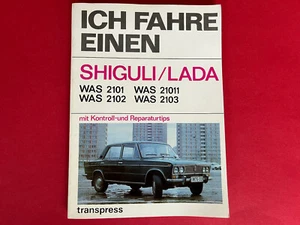 ICH FAHRE
EINEN
SHIGULI/LADA
WAS 2101 WAS 21011
WAS 2102 WAS 2103
mit Kontroll-und Reparaturtips
transpress